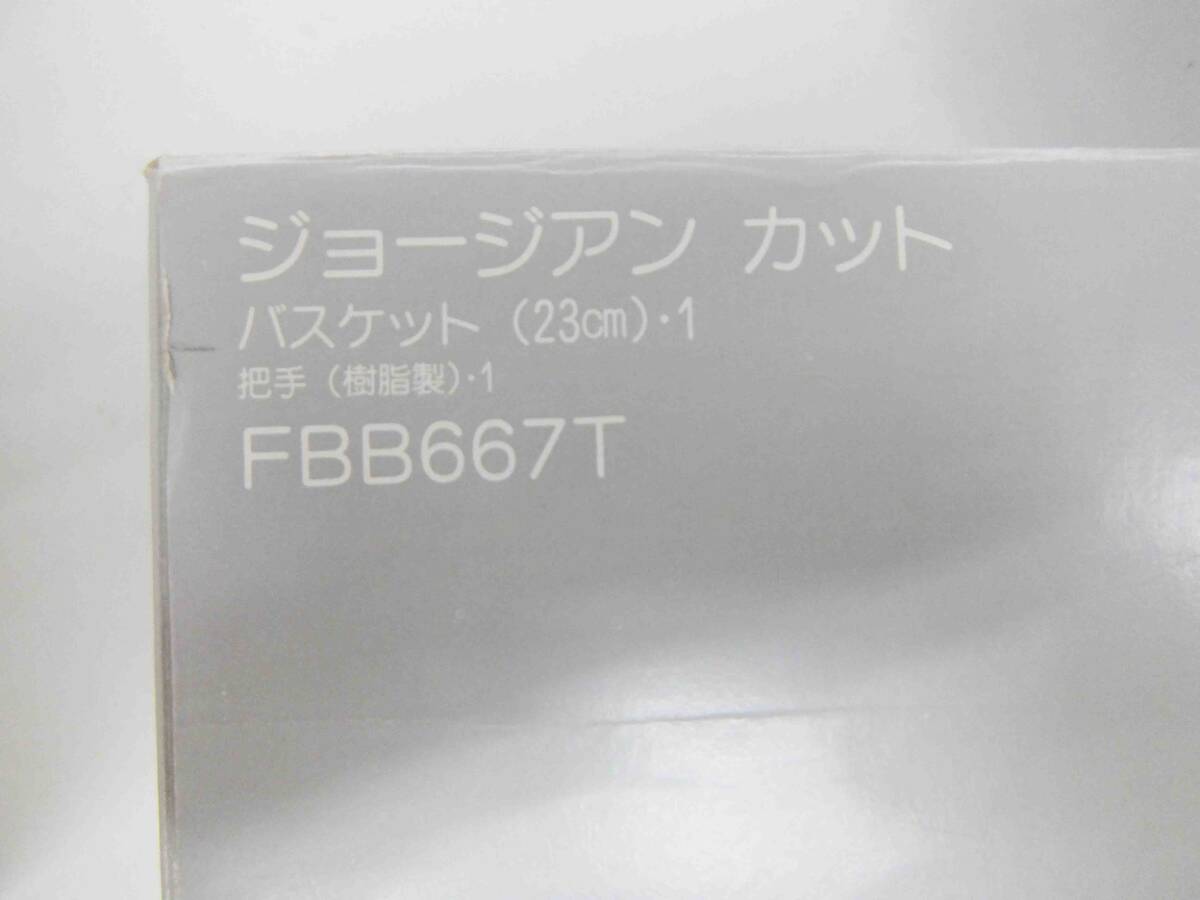 ジョージアン カット
バスケット (23cm)・1
把手 (樹脂製)・1
FBB667T